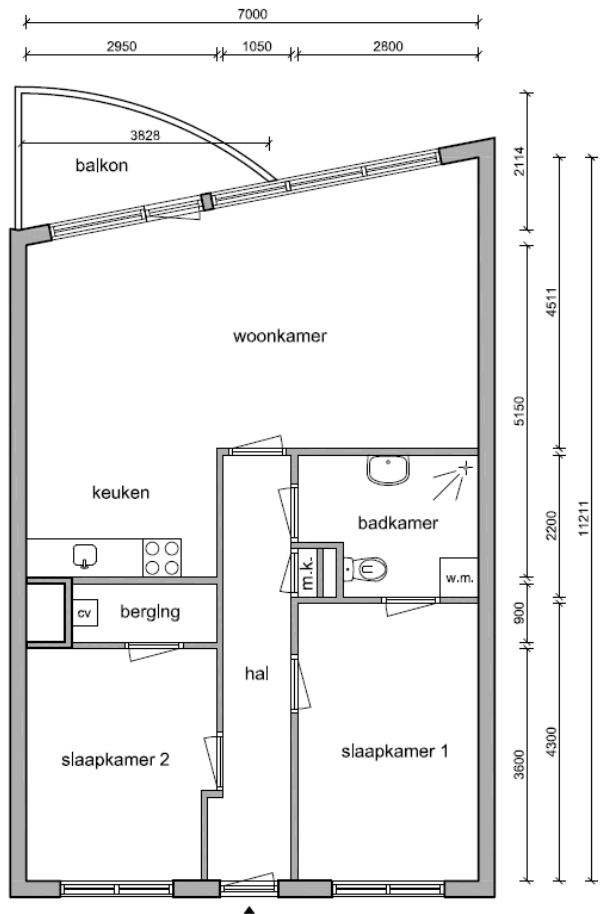 7000
2950 1050 2800
3828
balkon
2114
4511
woonkamer
5150
keuken
badkamer
2200
11211
m.k.
w.m.
cv
berging
900
hal
slaapkamer 2
slaapkamer 1
3600
4300